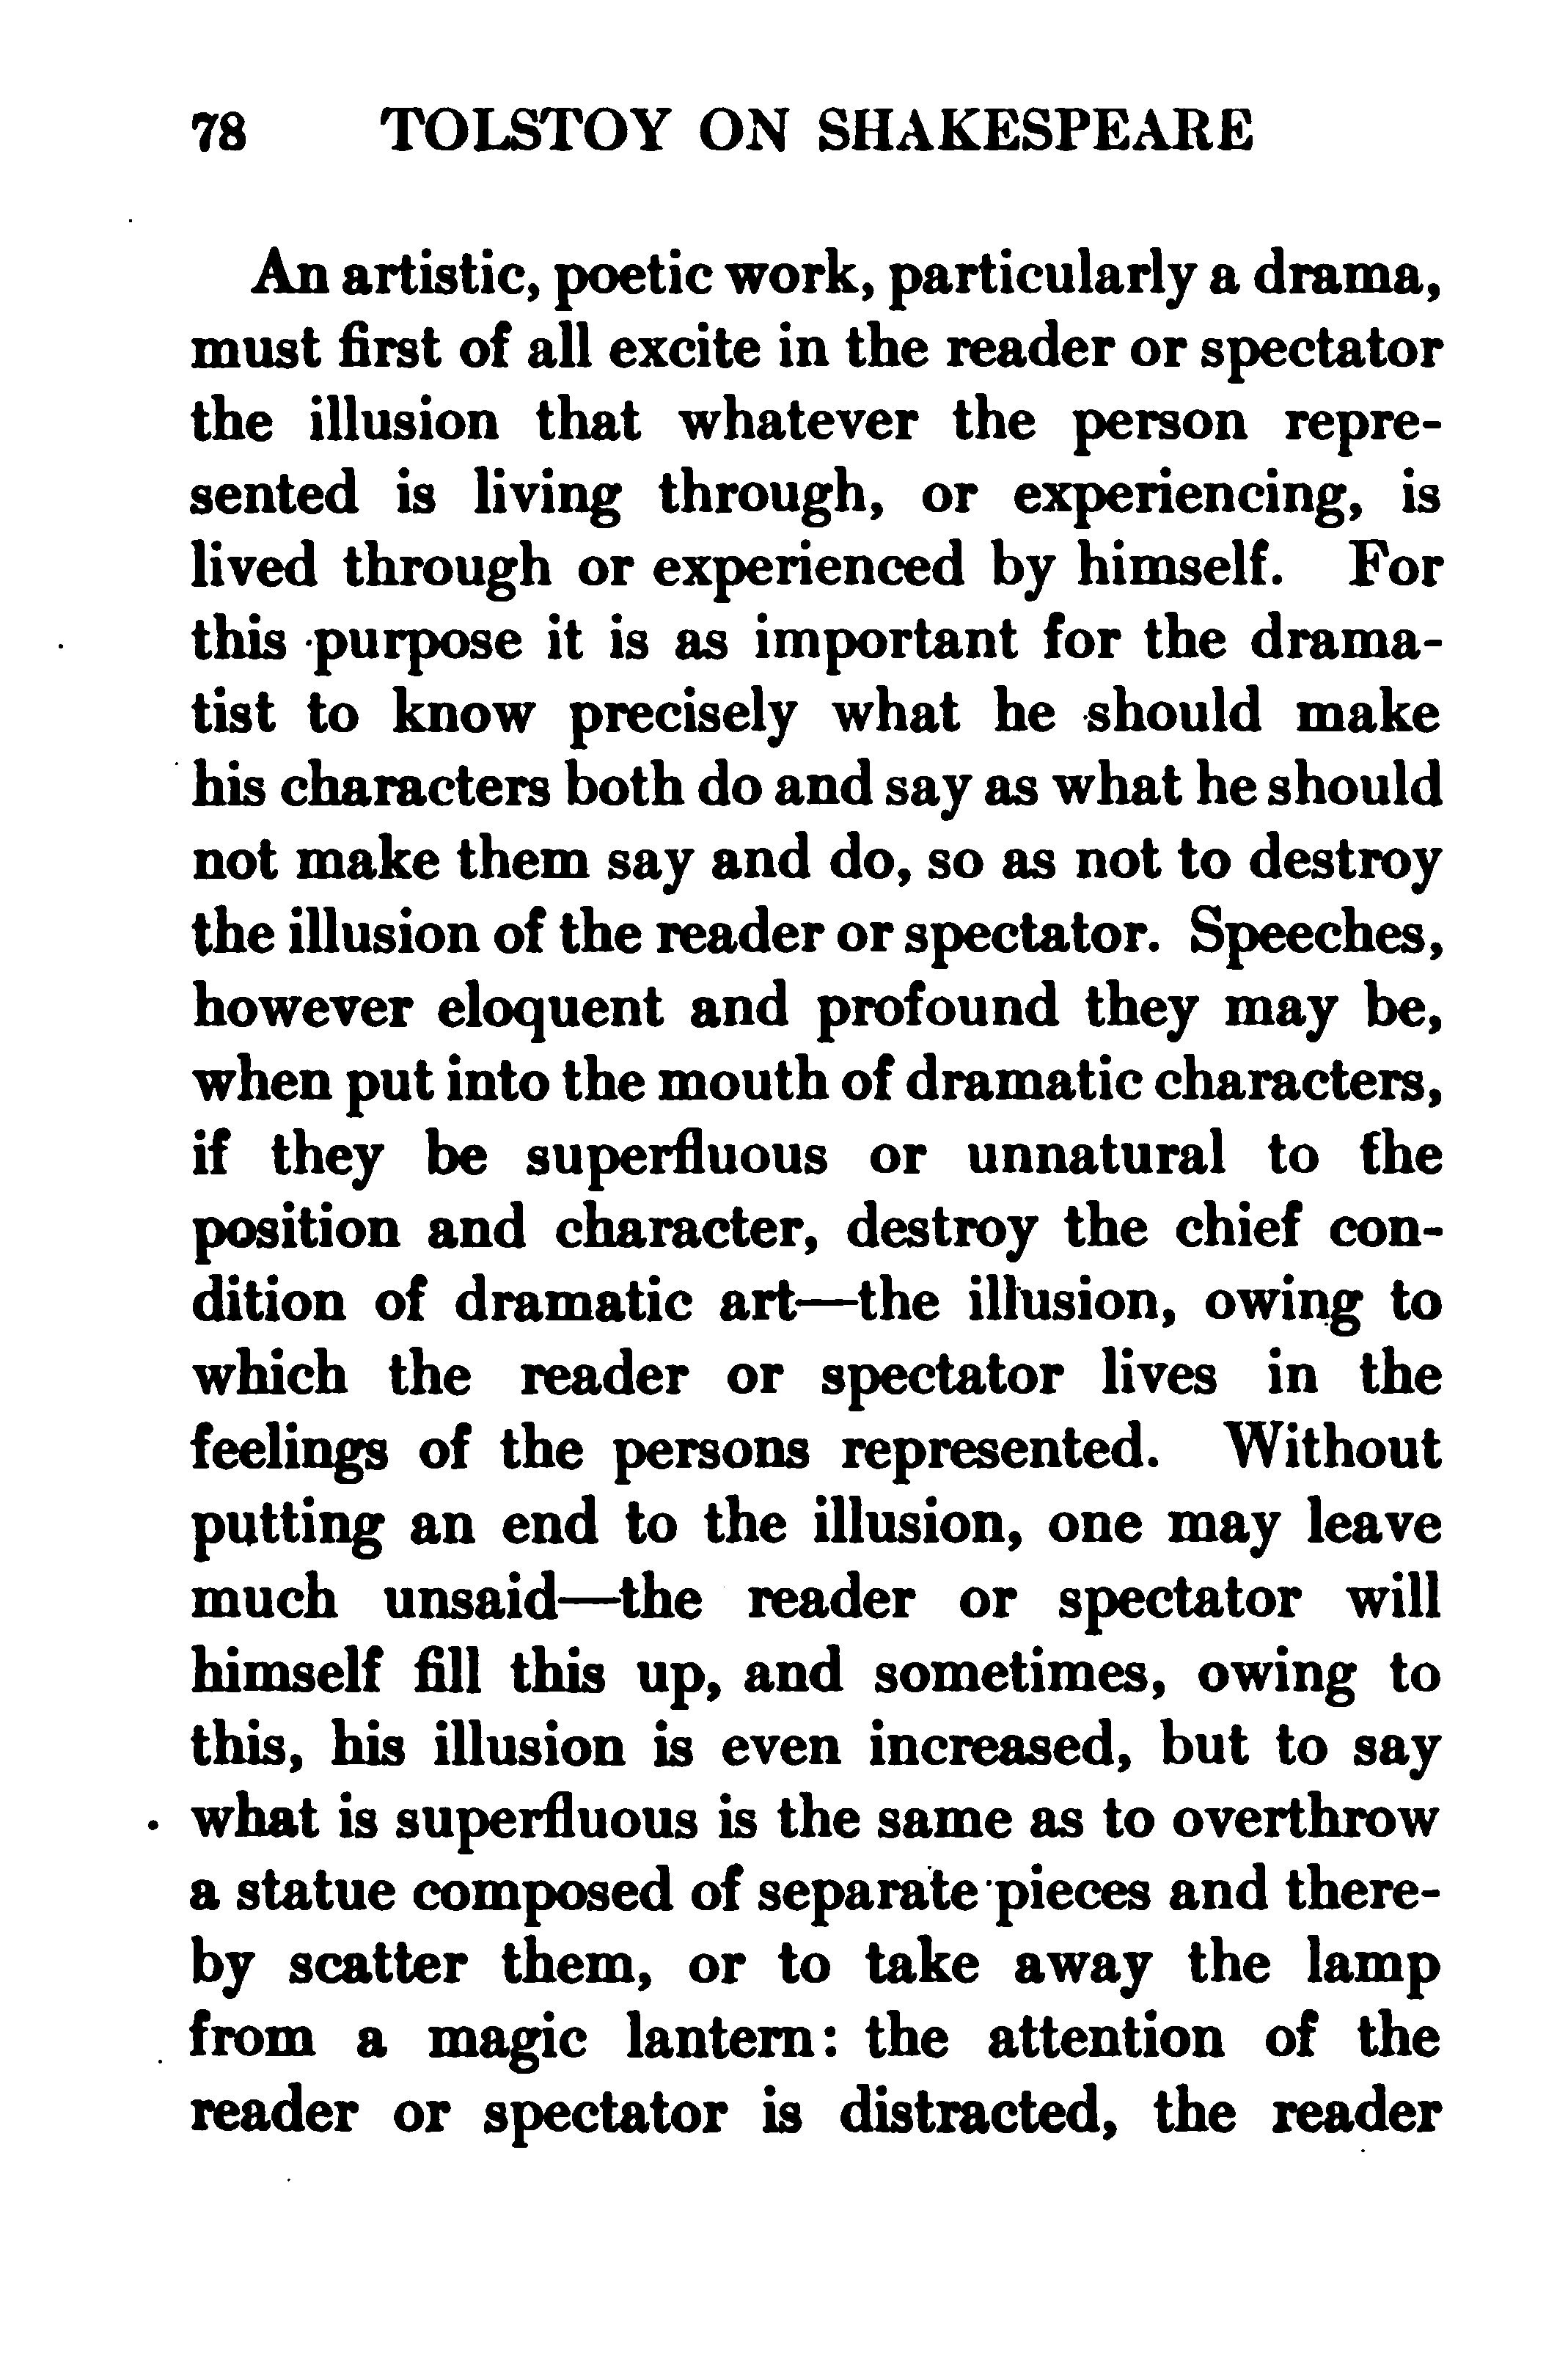 78 TOLSTOY ON SHAKESPEARE
An artistic, poetic work, particularly a drama,
must first of all excite in the reader or spectator
the illusion that whatever the person repre-
sented is living through, or experiencing, is
lived through or experienced by himself. For
this purpose it is as important for the drama-
tist to know precisely what he should make
his characters both do and say as what he should
not make them say and do, so as not to destroy
the illusion of the reader or spectator. Speeches,
however eloquent and profound they may be,
when put into the mouth of dramatic characters,
if they be superfluous or unnatural to the
position and character, destroy the chief con-
dition of dramatic art—the illusion, owing to
which the reader or spectator lives in the
feelings of the persons represented. Without
putting an end to the illusion, one may leave
much unsaid—the reader or spectator will
himself fill this up, and sometimes, owing to
this, his illusion is even increased, but to say
what is superfluous is the same as to overthrow
a statue composed of separate pieces and there-
by scatter them, or to take away the lamp
from a magic lantern: the attention of the
reader or spectator is distracted, the reader